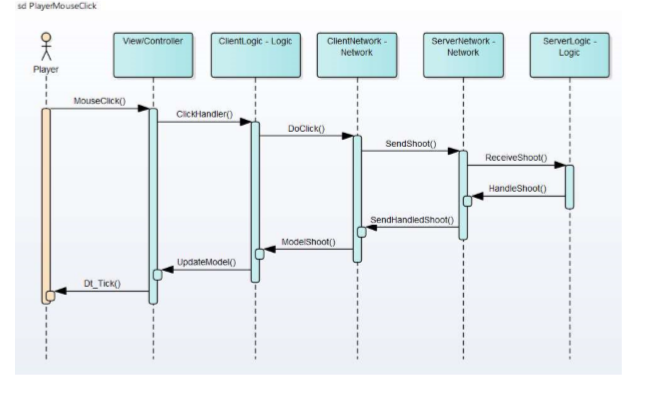 sd PlayerMouseClick
Player
View/Controller
ClientLogic - Logic
ClientNetwork -
Network
ServerNetwork -
Network
ServerLogic -
Logic
MouseClick()
ClickHandler()
DoClick()
SendShoot()
ReceiveShoot()
HandleShoot()
SendHandledShoot()
ModelShoot()
UpdateModel()
Dt_Tick()